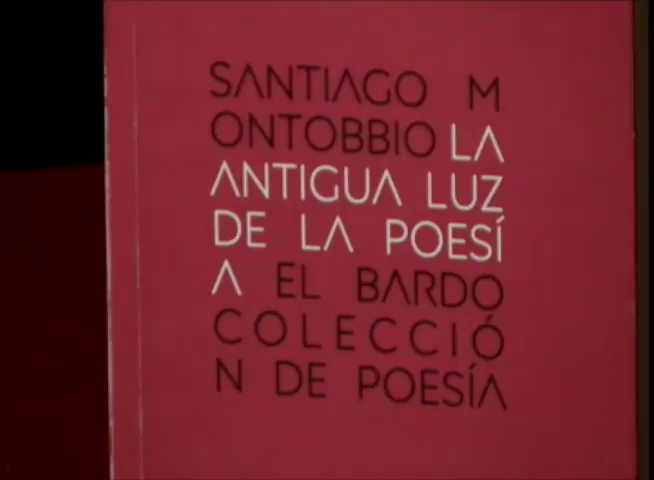 SANTIAGO M
ONTOBBIO LA
ANTIGUA LUZ
DE LA POESÍ
A EL BARDO
COLECCIÓ
N DE POESÍA